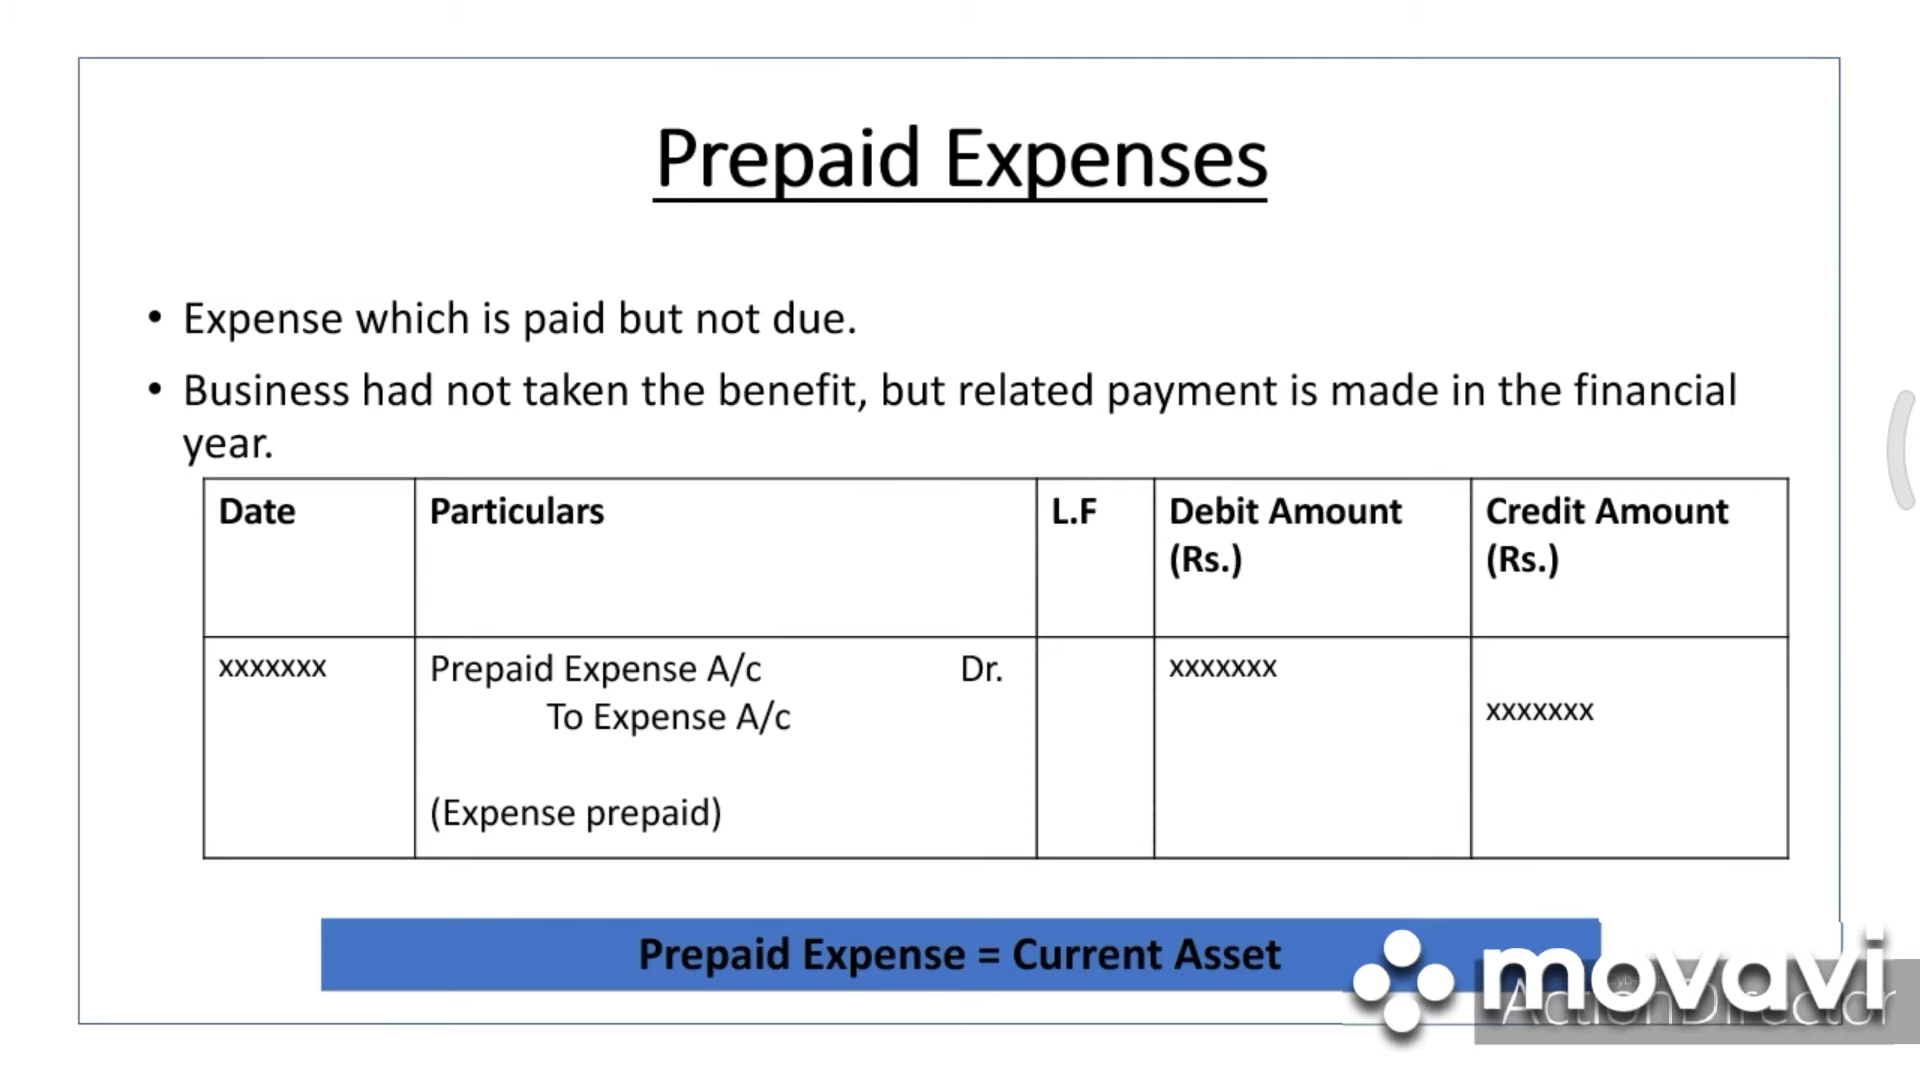 Prepaid Expenses
• Expense which is paid but not due.
• Business had not taken the benefit, but related payment is made in the financial
year.
Date Particulars L.F Debit Amount (Rs.) Credit Amount (Rs.)
xxxxxxx Prepaid Expense A/c Dr. xxxxxxx
To Expense A/c xxxxxxx
(Expense prepaid)
Prepaid Expense = Current Asset
movavi
ActionDirector